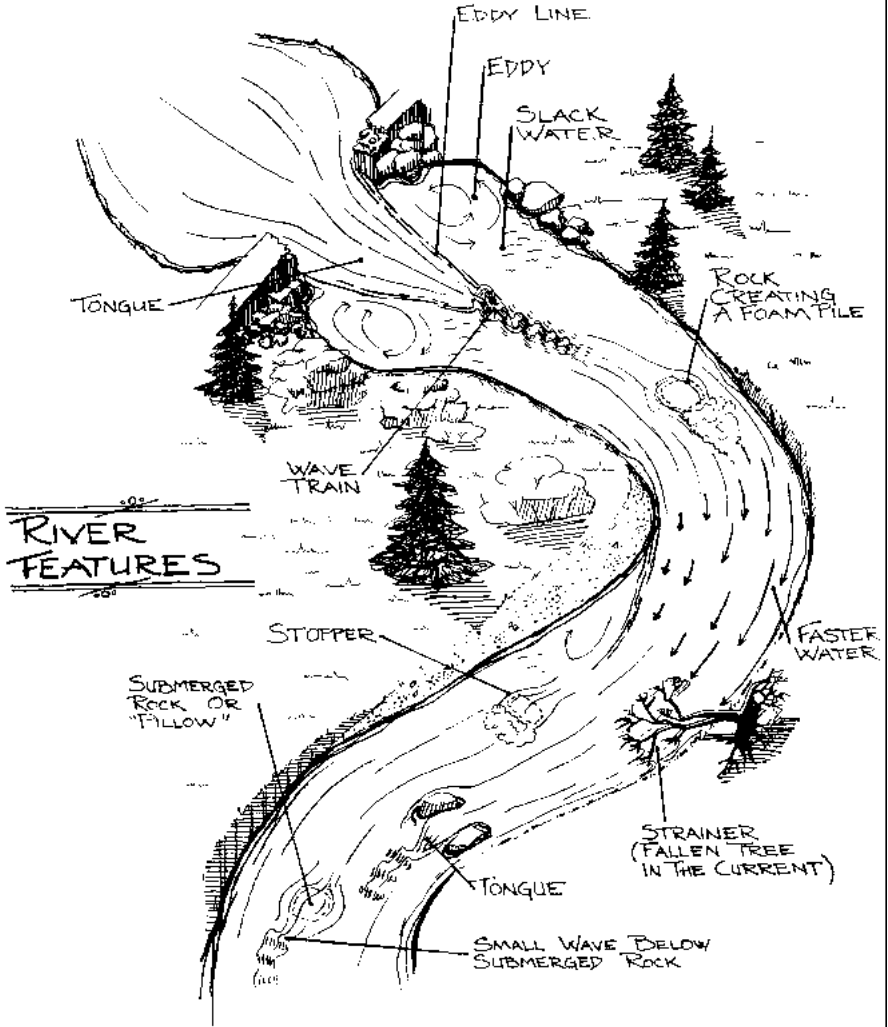 EDDY LINE
EDDY
SLACK
WATER
TONGUE
ROCK
CREATING
A FOAM PILE
WAVE
TRAIN
RIVER
FEATURES
STOPPER
FASTER
WATER
SUBMERGED
ROCK OR
"PILLOW"
STRAINER
(FALLEN TREE
IN THE CURRENT)
TONGUE
SMALL WAVE BELOW
SUBMERGED ROCK